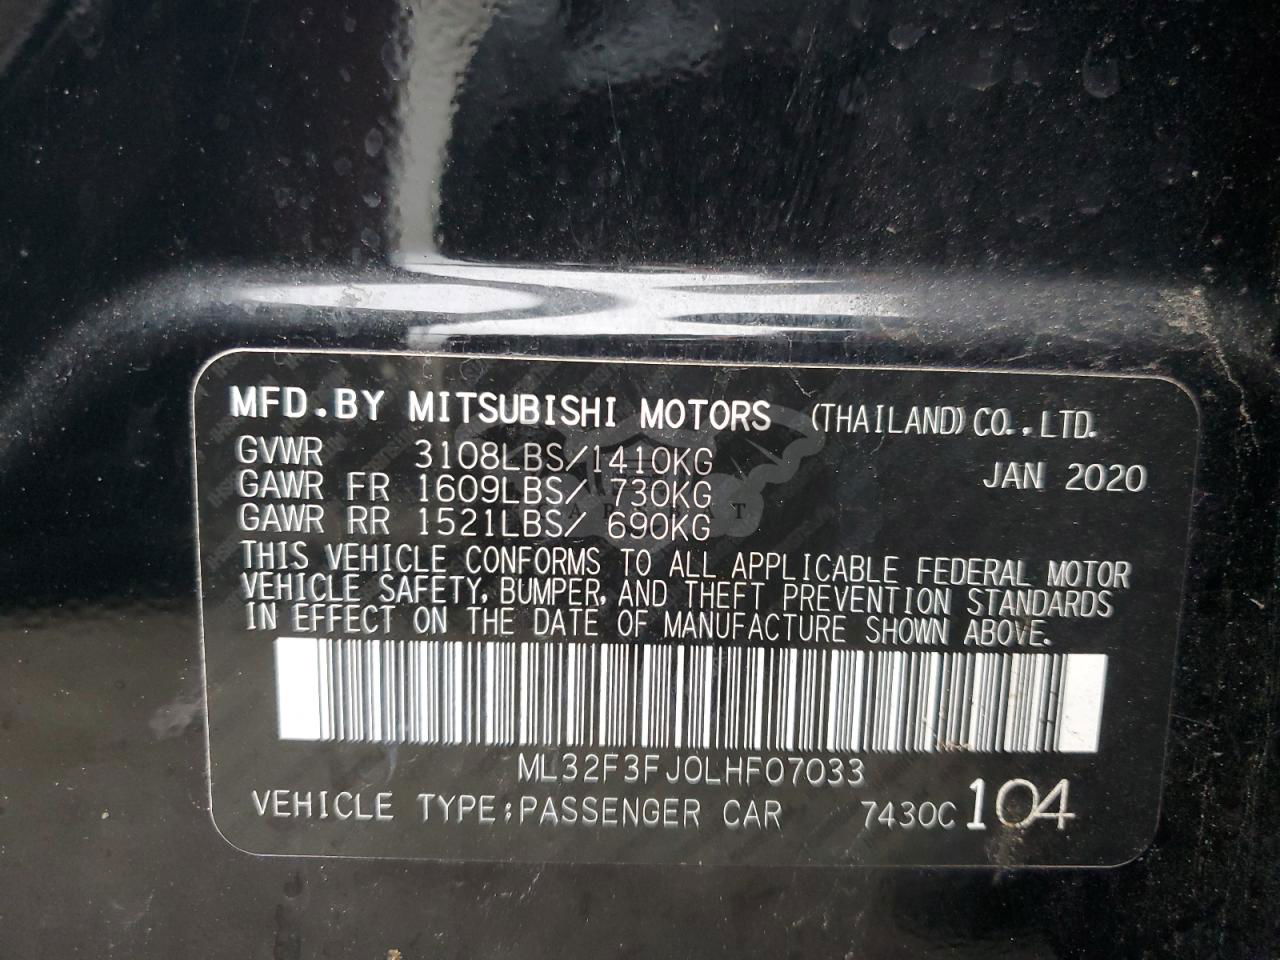 MFD.BY MITSUBISHI MOTORS (THAILAND) CO.,LTD.
GVWR 3108LBS/1410KG JAN 2020
GAWR FR 1609LBS/ 730KG
GAWR RR 1521LBS/ 690KG
THIS VEHICLE CONFORMS TO ALL APPLICABLE FEDERAL MOTOR
VEHICLE SAFETY, BUMPER, AND THEFT PREVENTION STANDARDS
IN EFFECT ON THE DATE OF MANUFACTURE SHOWN ABOVE.
ML32F3FJ0LHF07033
VEHICLE TYPE:PASSENGER CAR 7430C 104